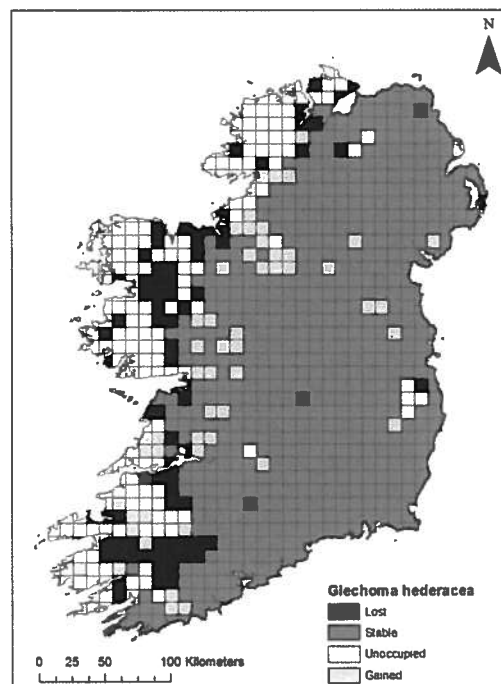 N
Glechoma hederacea
Lost
Stable
Unoccupied
Gained
0 25 50 100 Kilometers